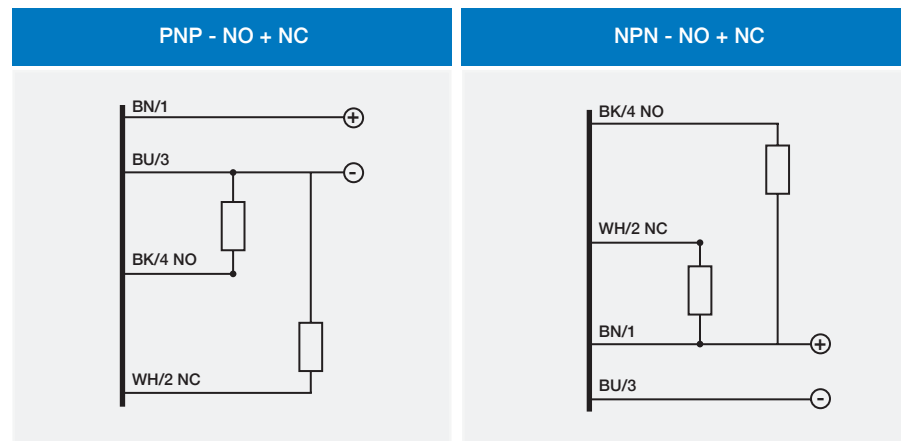 PNP - NO + NC
BN/1
+
BU/3
-
BK/4 NO
WH/2 NC
NPN - NO + NC
BK/4 NO
WH/2 NC
BN/1
+
BU/3
-